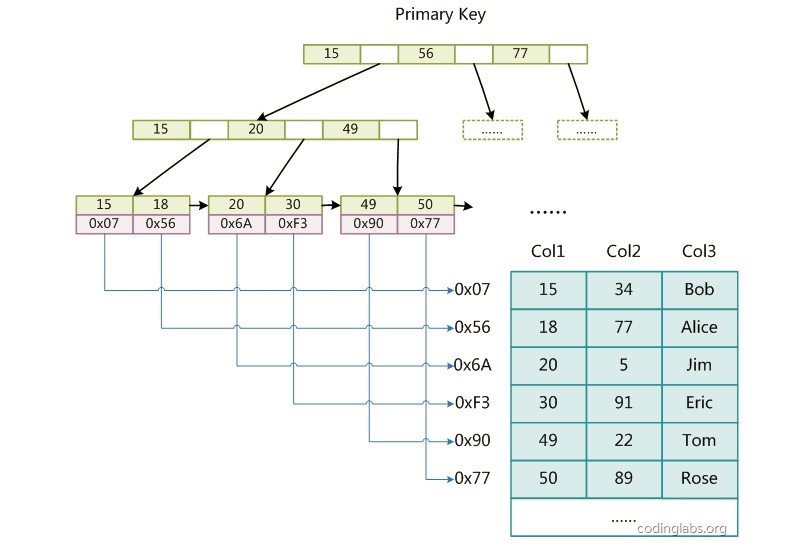 Primary Key
15 56 77
15 20 49
...... ......
15 18 20 30 49 50
0x07 0x56 0x6A 0xF3 0x90 0x77
......
Col1 Col2 Col3
0x07 15 34 Bob
0x56 18 77 Alice
0x6A 20 5 Jim
0xF3 30 91 Eric
0x90 49 22 Tom
0x77 50 89 Rose
......
codinglabs.org